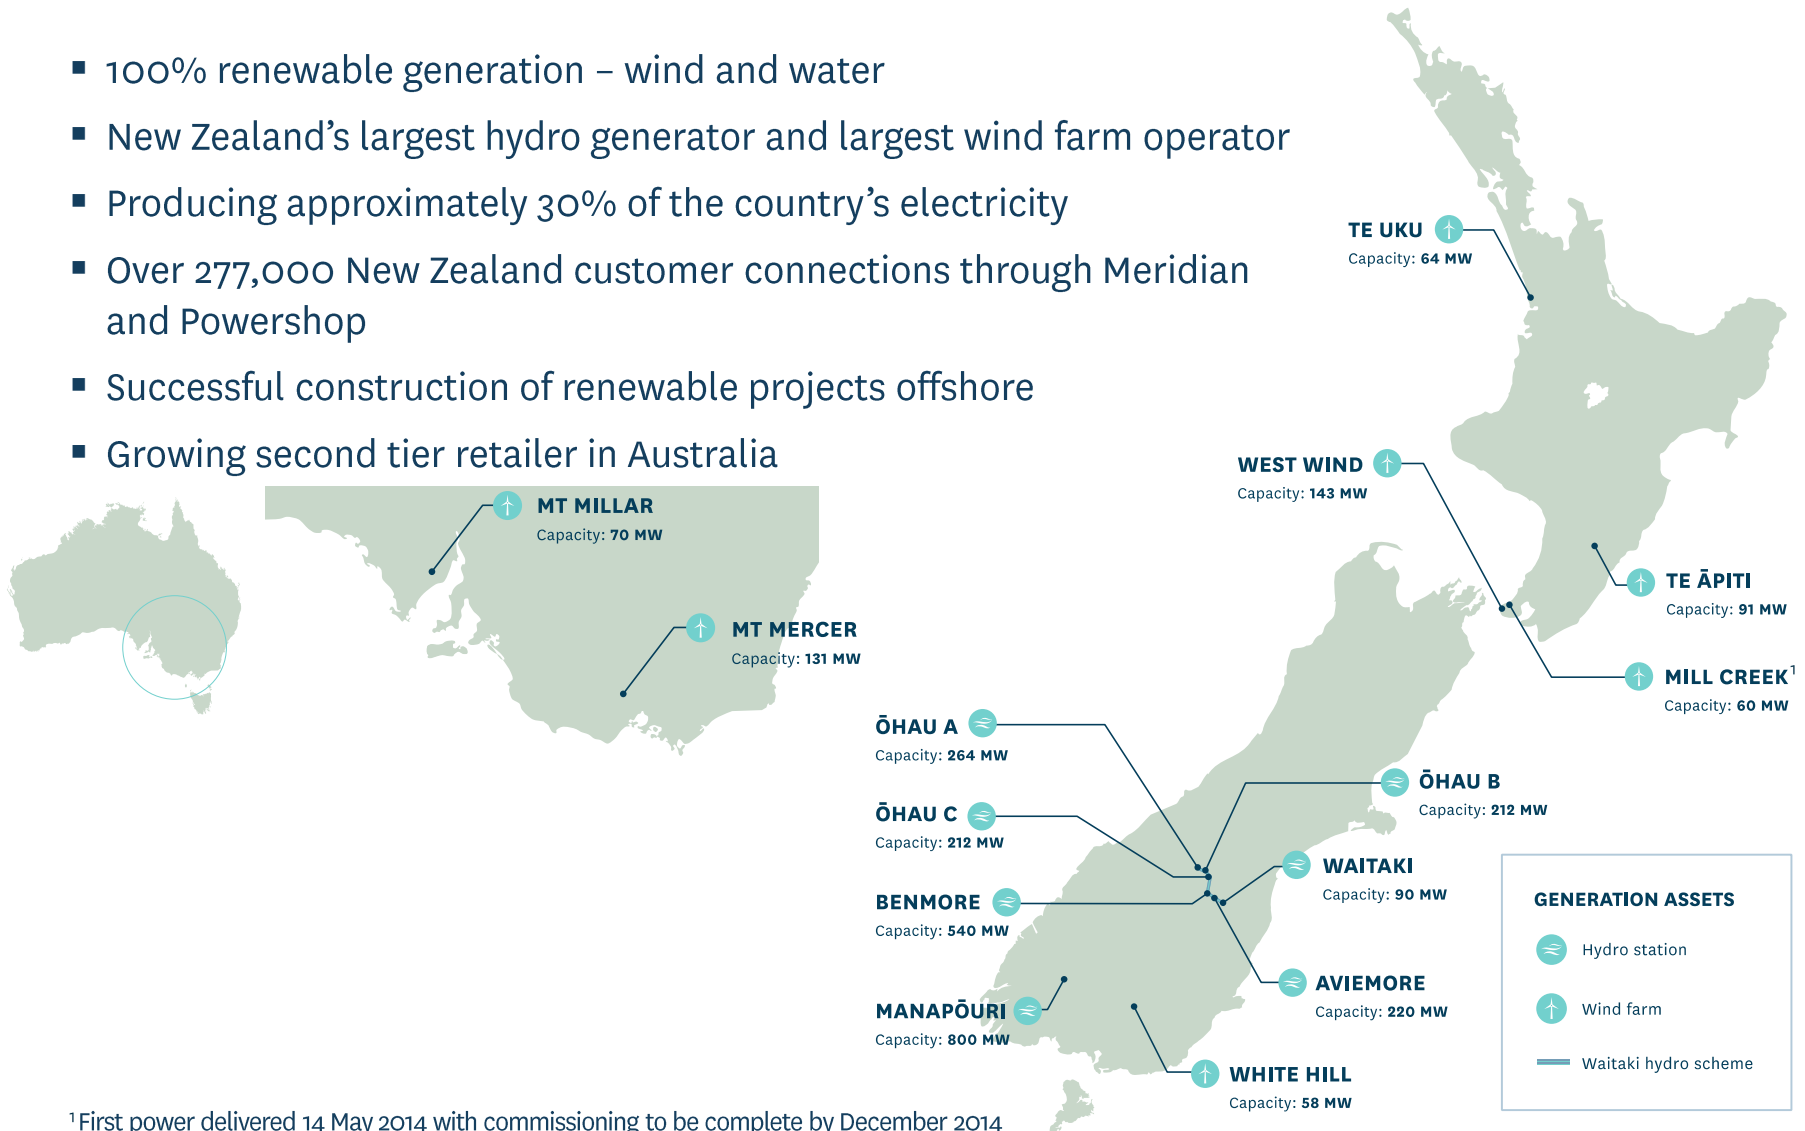 ▪ 100% renewable generation – wind and water
▪ New Zealand’s largest hydro generator and largest wind farm operator
▪ Producing approximately 30% of the country’s electricity
▪ Over 277,000 New Zealand customer connections through Meridian
and Powershop
▪ Successful construction of renewable projects offshore
▪ Growing second tier retailer in Australia
TE UKU
Capacity: 64 MW
WEST WIND
Capacity: 143 MW
MT MILLAR
Capacity: 70 MW
TE ĀPITI
Capacity: 91 MW
MT MERCER
Capacity: 131 MW
MILL CREEK¹
Capacity: 60 MW
ŌHAU A
Capacity: 264 MW
ŌHAU B
Capacity: 212 MW
ŌHAU C
Capacity: 212 MW
WAITAKI
Capacity: 90 MW
BENMORE
Capacity: 540 MW
AVIEMORE
Capacity: 220 MW
MANAPŌURI
Capacity: 800 MW
WHITE HILL
Capacity: 58 MW
GENERATION ASSETS
Hydro station
Wind farm
Waitaki hydro scheme
¹ First power delivered 14 May 2014 with commissioning to be complete by December 2014